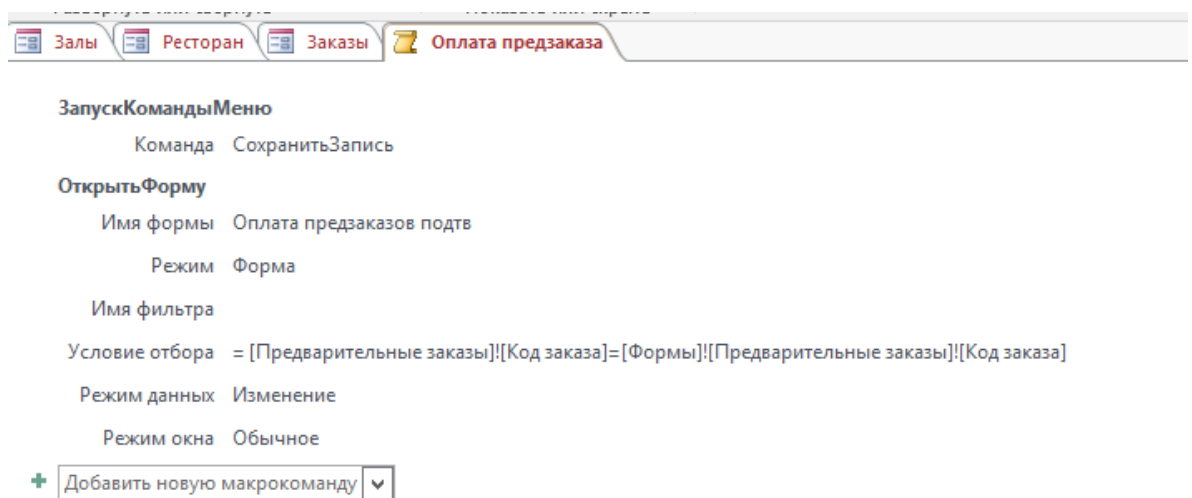 Залы Ресторан Заказы Оплата предзаказа
ЗапускКомандыМеню
Команда СохранитьЗапись
ОткрытьФорму
Имя формы Оплата предзаказов подтв
Режим Форма
Имя фильтра
Условие отбора = [Предварительные заказы]![Код заказа]=[Формы]![Предварительные заказы]![Код заказа]
Режим данных Изменение
Режим окна Обычное
Добавить новую макрокоманду